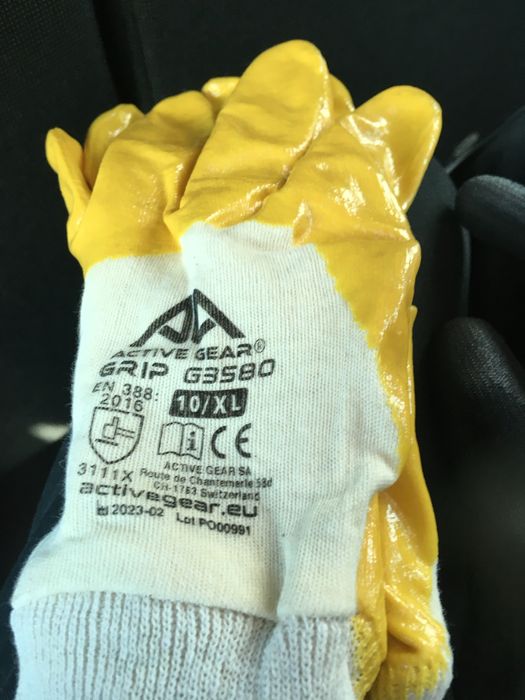 ACTIVE GEAR®
GRIP G3580
EN 388:
2016
10/XL
i CE
3111X
ACTIVE GEAR SA
Route de Chantemerle 58d
CH-1763 Switzerland
activegear.eu
2023-02 Lot PO00991